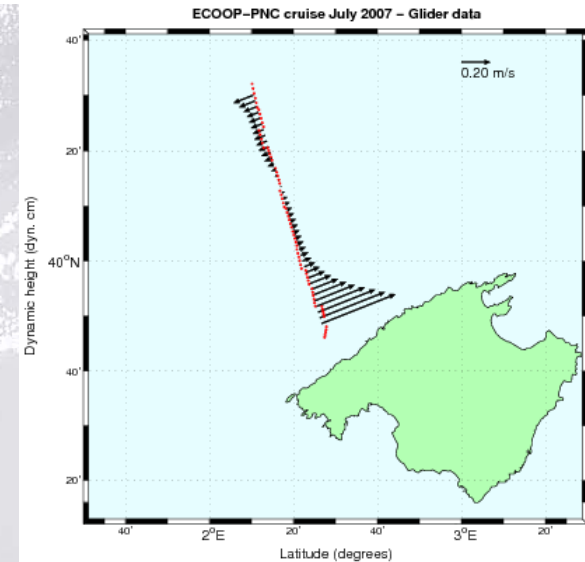 ECOOP-PNC cruise July 2007 - Glider data
0.20 m/s
40'
20'
40°N
40'
20'
Dynamic height (dyn. cm)
40' 2°E 20' 40' 3°E 20'
Latitude (degrees)